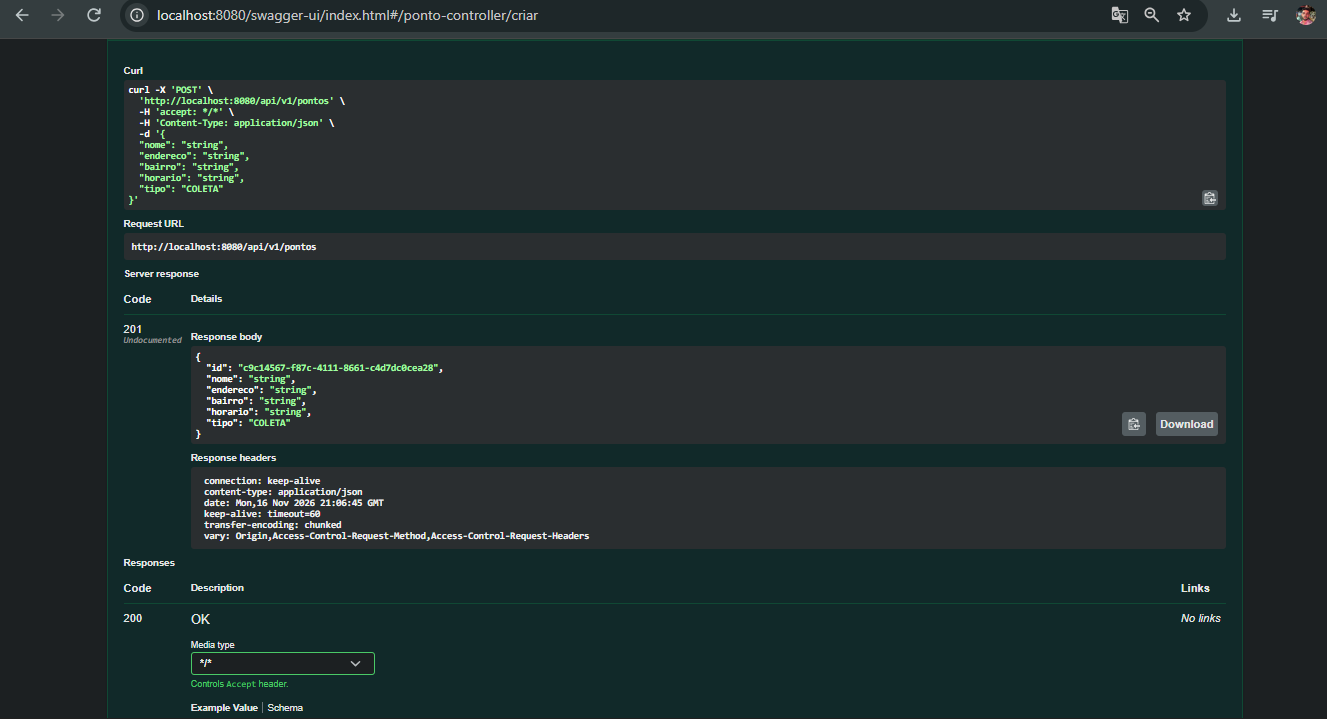 localhost:8080/swagger-ui/index.html#/ponto-controller/criar
Curl
curl -X 'POST' \
  'http://localhost:8080/api/v1/pontos' \
  -H 'accept: */*' \
  -H 'Content-Type: application/json' \
  -d '{
  "nome": "string",
  "endereco": "string",
  "bairro": "string",
  "horario": "string",
  "tipo": "COLETA"
}'
Request URL
http://localhost:8080/api/v1/pontos
Server response
Code Details
201
Undocumented
Response body
{
  "id": "c9c14567-f87c-4111-8661-c4d7dc0cea28",
  "nome": "string",
  "endereco": "string",
  "bairro": "string",
  "horario": "string",
  "tipo": "COLETA"
}
Download
Response headers
connection: keep-alive
content-type: application/json
date: Mon,16 Nov 2026 21:06:45 GMT
keep-alive: timeout=60
transfer-encoding: chunked
vary: Origin,Access-Control-Request-Method,Access-Control-Request-Headers
Responses
Code Description Links
200 OK No links
Media type
*/*
Controls Accept header.
Example Value | Schema